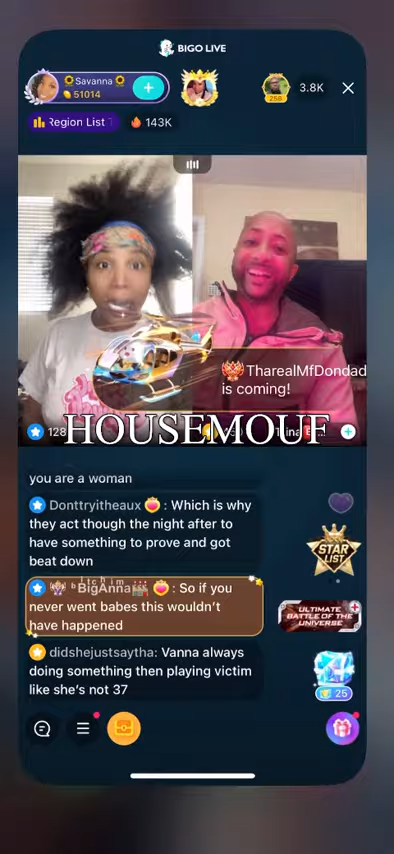 BIGO LIVE
Savanna
51014
258
3.8K
Region List
143K
TharealMfDondad
is coming!
128
HOUSEMOUF
you are a woman
Donttryitheaux : Which is why
they act though the night after to
have something to prove and got
beat down
BigAnna : So if you
never went babes this wouldn't
have happened
didshejustsaytha: Vanna always
doing something then playing victim
like she's not 37
STAR
LIST
ULTIMATE
BATTLE OF THE
UNIVERSE
25